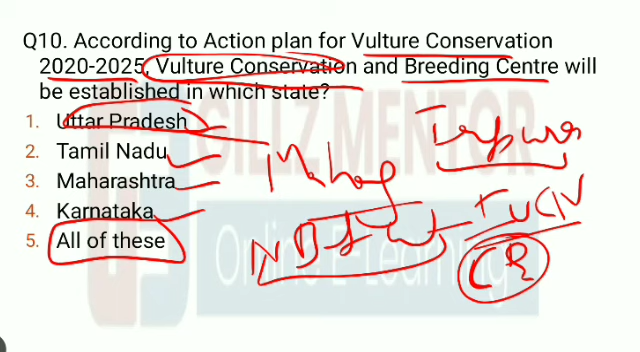 Q10. According to Action plan for Vulture Conservation
2020-2025, Vulture Conservation and Breeding Centre will
be established in which state?
1. Uttar Pradesh
2. Tamil Nadu
3. Maharashtra
4. Karnataka
5. All of these
IUCN
CR